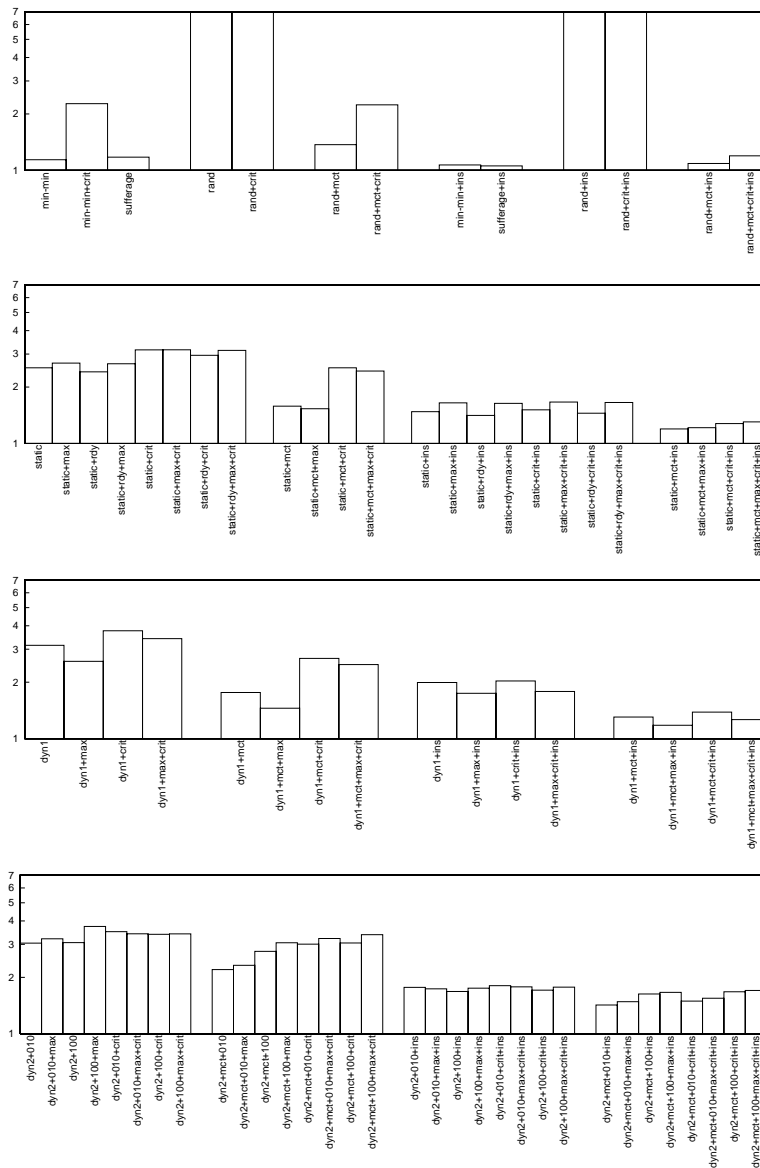 7
6
5
4
3
2
1
min-min
min-min+crit
sufferage
rand
rand+crit
rand+mct
rand+mct+crit
min-min+ins
sufferage+ins
rand+ins
rand+crit+ins
rand+mct+ins
rand+mct+crit+ins
7
6
5
4
3
2
1
static
static+max
static+rdy
static+rdy+max
static+crit
static+max+crit
static+rdy+crit
static+rdy+max+crit
static+mct
static+mct+max
static+mct+crit
static+mct+max+crit
static+ins
static+max+ins
static+rdy+ins
static+rdy+max+ins
static+crit+ins
static+max+crit+ins
static+rdy+crit+ins
static+rdy+max+crit+ins
static+mct+ins
static+mct+max+ins
static+mct+crit+ins
static+mct+max+crit+ins
7
6
5
4
3
2
1
dyn1
dyn1+max
dyn1+crit
dyn1+max+crit
dyn1+mct
dyn1+mct+max
dyn1+mct+crit
dyn1+mct+max+crit
dyn1+ins
dyn1+max+ins
dyn1+crit+ins
dyn1+max+crit+ins
dyn1+mct+ins
dyn1+mct+max+ins
dyn1+mct+crit+ins
dyn1+mct+max+crit+ins
7
6
5
4
3
2
1
dyn2+010
dyn2+010+max
dyn2+100
dyn2+100+max
dyn2+010+crit
dyn2+010+max+crit
dyn2+100+crit
dyn2+100+max+crit
dyn2+mct+010
dyn2+mct+010+max
dyn2+mct+100
dyn2+mct+100+max
dyn2+mct+010+crit
dyn2+mct+010+max+crit
dyn2+mct+100+crit
dyn2+mct+100+max+crit
dyn2+010+ins
dyn2+010+max+ins
dyn2+100+ins
dyn2+100+max+ins
dyn2+010+crit+ins
dyn2+010+max+crit+ins
dyn2+100+crit+ins
dyn2+100+max+crit+ins
dyn2+mct+010+ins
dyn2+mct+010+max+ins
dyn2+mct+100+ins
dyn2+mct+100+max+ins
dyn2+mct+010+crit+ins
dyn2+mct+010+max+crit+ins
dyn2+mct+100+crit+ins
dyn2+mct+100+max+crit+ins